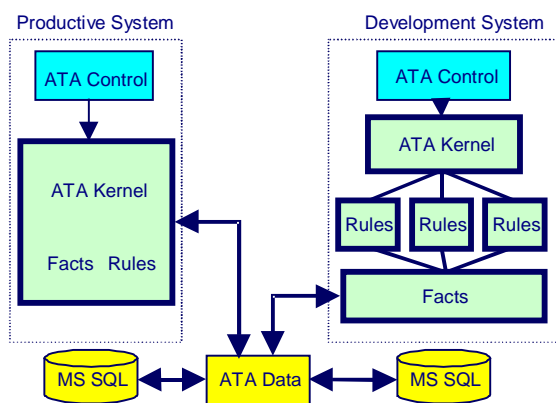 Productive System
Development System
ATA Control
ATA Control
ATA Kernel
ATA Kernel
Rules
Rules
Rules
Facts Rules
Facts
MS SQL
ATA Data
MS SQL